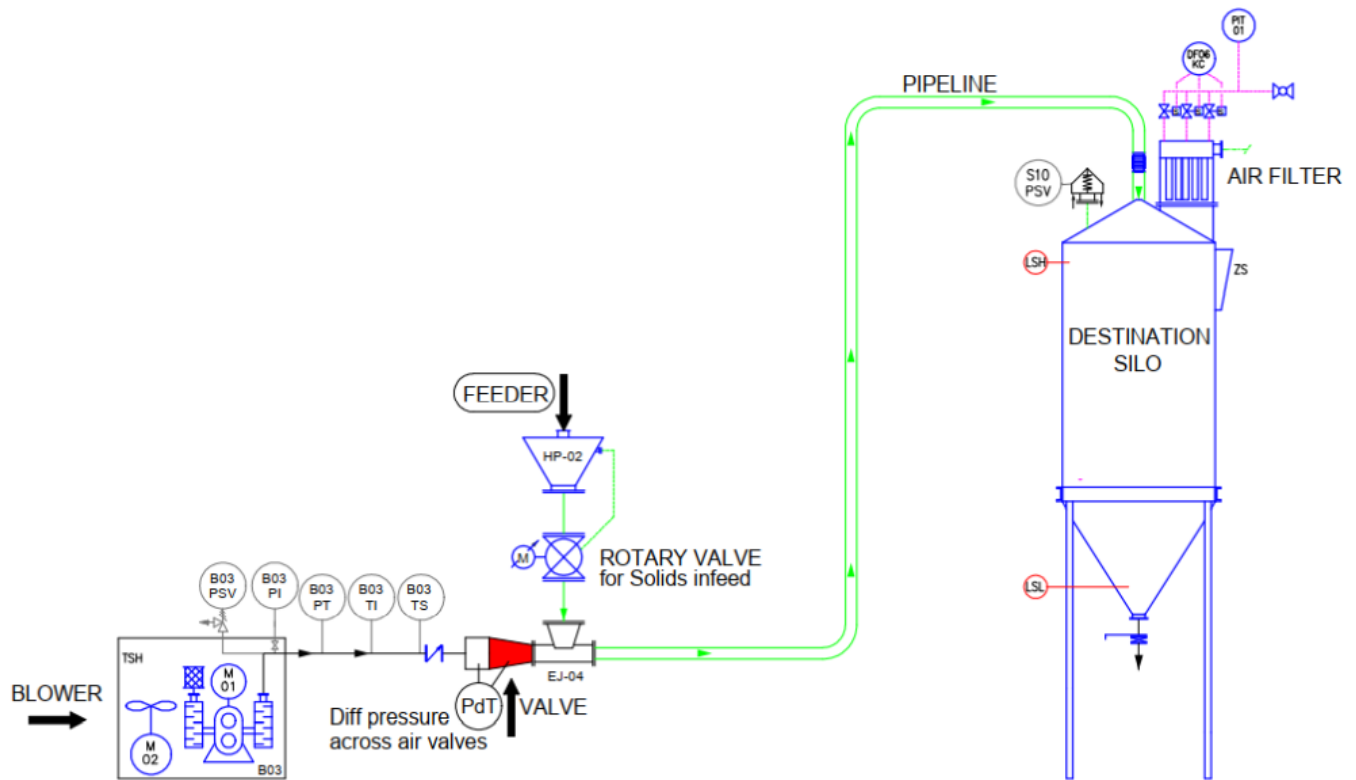 PIT
01
DF06
KC
PIPELINE
AIR FILTER
S10
PSV
LSH
ZS
DESTINATION
SILO
FEEDER
HP-02
M
ROTARY VALVE
for Solids infeed
B03
PSV
B03
PI
B03
PT
B03
TI
B03
TS
LSL
TSH
M
01
EJ-04
BLOWER
PdT
VALVE
Diff pressure
across air valves
M
02
B03